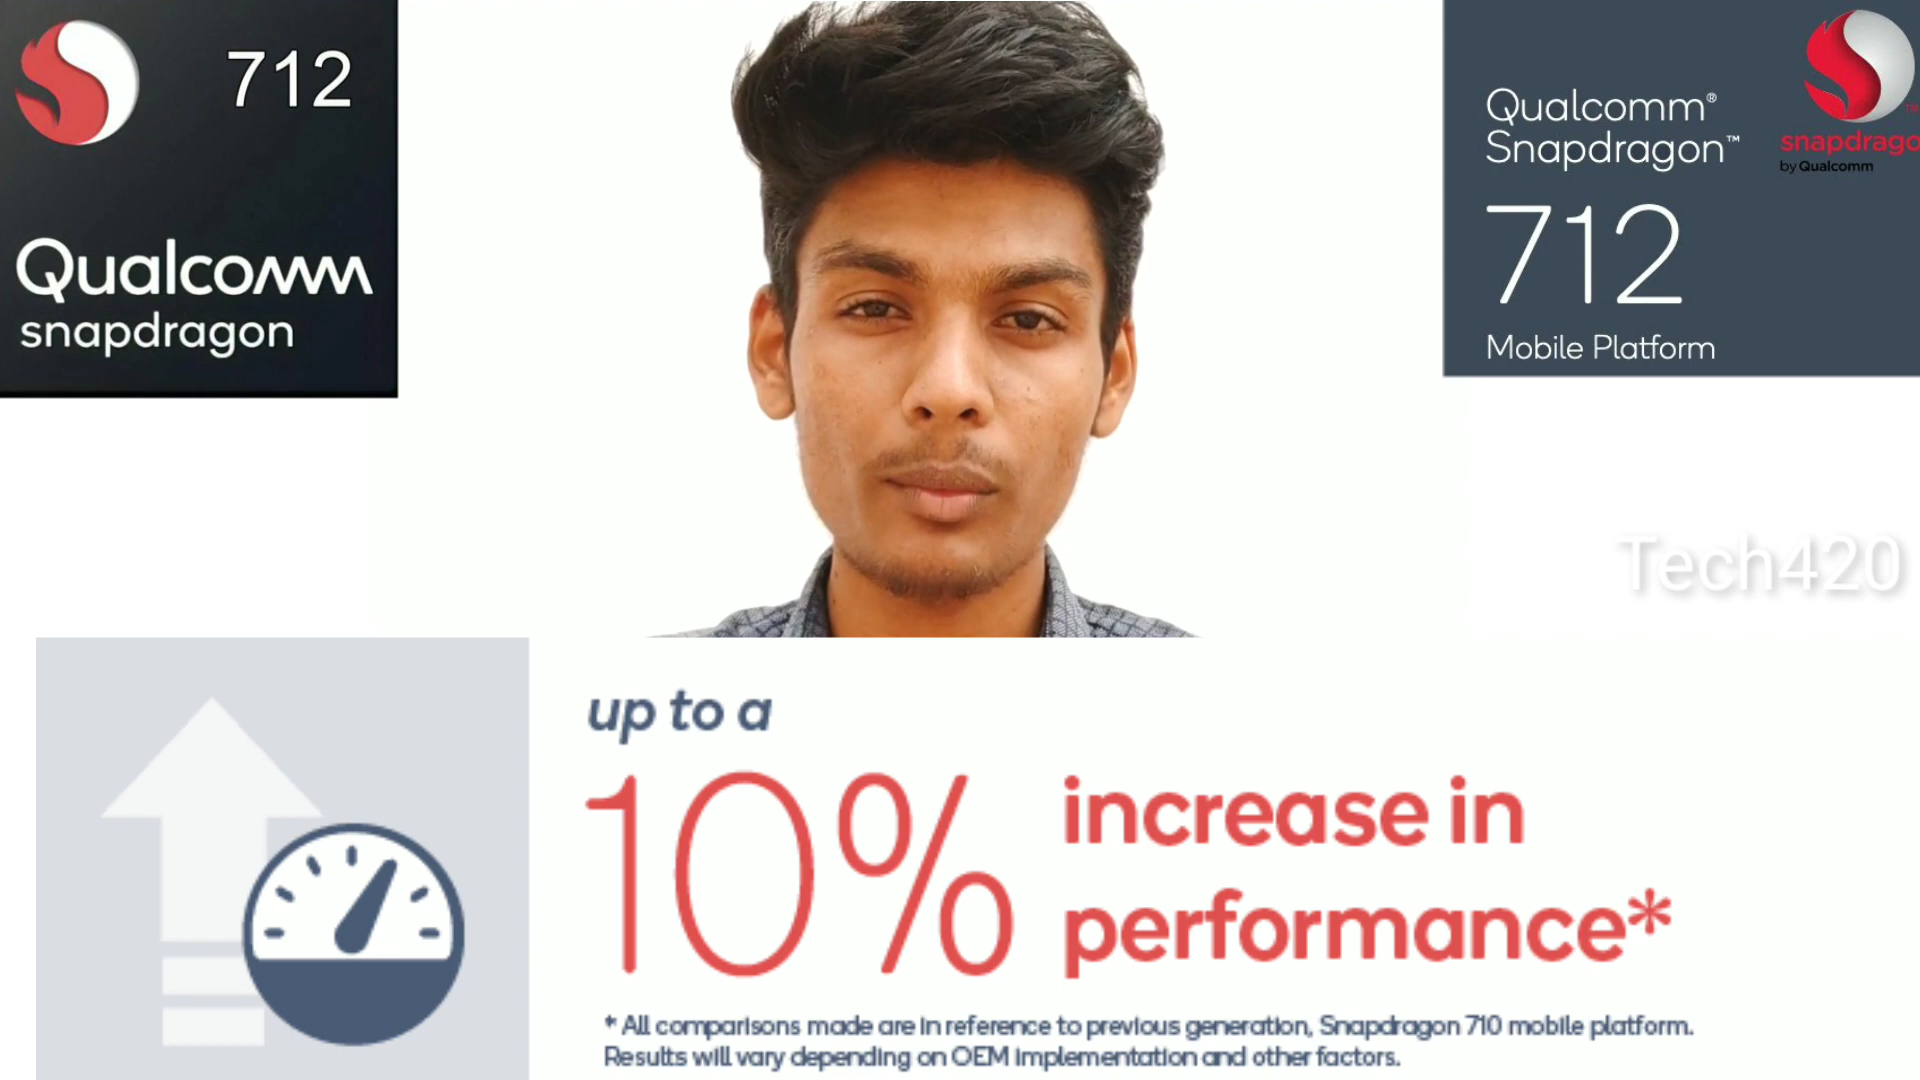 712
Qualcomm
snapdragon
Qualcomm®
Snapdragon™
712
Mobile Platform
snapdrago
by Qualcomm
Tech420
up to a
10% increase in
performance*
* All comparisons made are in reference to previous generation, Snapdragon 710 mobile platform.
Results will vary depending on OEM implementation and other factors.